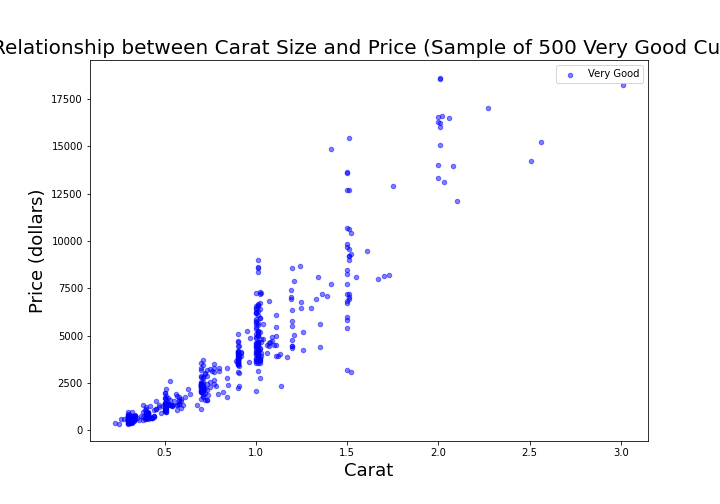 Relationship between Carat Size and Price (Sample of 500 Very Good Cu
Very Good
Price (dollars)
17500
15000
12500
10000
7500
5000
2500
0
0.5 1.0 1.5 2.0 2.5 3.0
Carat